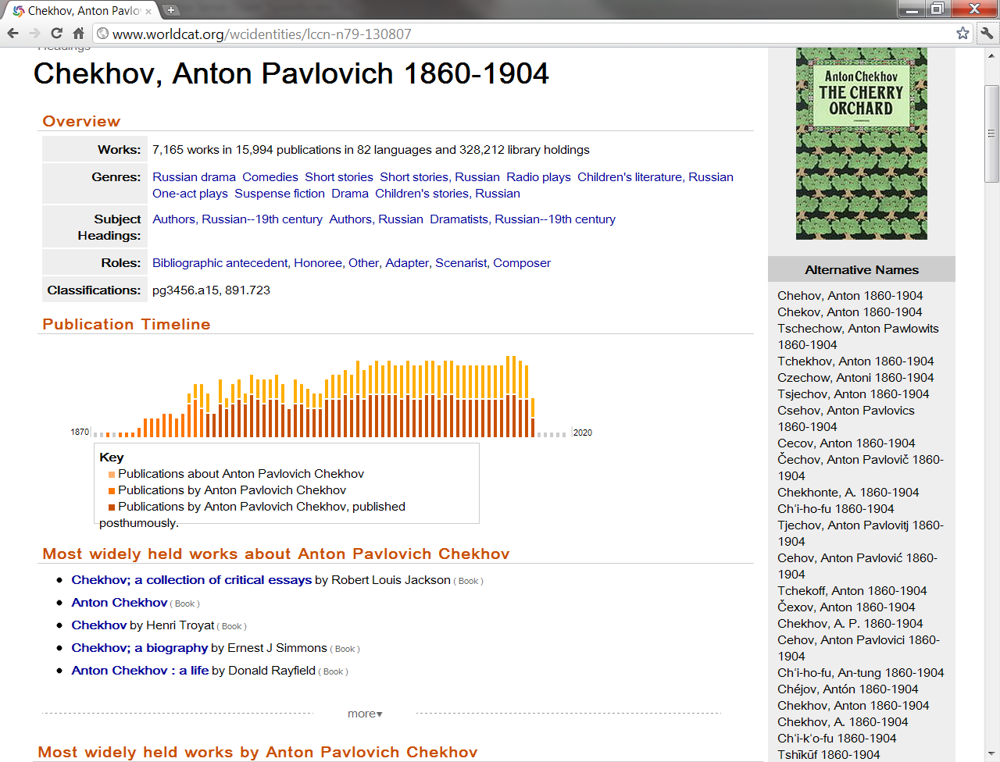 Chekhov, Anton Pavlo
www.worldcat.org/wcidentities/lccn-n79-130807
Headings
Chekhov, Anton Pavlovich 1860-1904
Overview
Works: 7,165 works in 15,994 publications in 82 languages and 328,212 library holdings
Genres: Russian drama Comedies Short stories Short stories, Russian Radio plays Children's literature, Russian
One-act plays Suspense fiction Drama Children's stories, Russian
Subject Headings: Authors, Russian--19th century Authors, Russian Dramatists, Russian--19th century
Roles: Bibliographic antecedent, Honoree, Other, Adapter, Scenarist, Composer
Classifications: pg3456.a15, 891.723
Publication Timeline
1870
2020
Key
Publications about Anton Pavlovich Chekhov
Publications by Anton Pavlovich Chekhov
Publications by Anton Pavlovich Chekhov, published
posthumously.
Most widely held works about Anton Pavlovich Chekhov
Chekhov; a collection of critical essays by Robert Louis Jackson ( Book )
Anton Chekhov ( Book )
Chekhov by Henri Troyat ( Book )
Chekhov; a biography by Ernest J Simmons ( Book )
Anton Chekhov : a life by Donald Rayfield ( Book )
more▾
Most widely held works by Anton Pavlovich Chekhov
Anton Chekhov
THE CHERRY
ORCHARD
Alternative Names
Chehov, Anton 1860-1904
Chekov, Anton 1860-1904
Tschechow, Anton Pawłowits
1860-1904
Tchekhov, Anton 1860-1904
Czechow, Antoni 1860-1904
Tsjechov, Anton 1860-1904
Csehov, Anton Pavlovics
1860-1904
Cecov, Anton 1860-1904
Čechov, Anton Pavlovič 1860-
1904
Chekhonte, A. 1860-1904
Chʻi-ho-fu 1860-1904
Tjechov, Anton Pavlovitj 1860-
1904
Cehov, Anton Pavlović 1860-
1904
Tchekoff, Anton 1860-1904
Čexov, Anton 1860-1904
Chekhov, A. P. 1860-1904
Cehov, Anton Pavlovici 1860-
1904
Chʻi-ho-fu, An-tung 1860-1904
Chéjov, Antón 1860-1904
Chekhov, Anton 1860-1904
Chekhov, A. 1860-1904
Chʻi-kʻo-fu 1860-1904
Tshīkūf 1860-1904